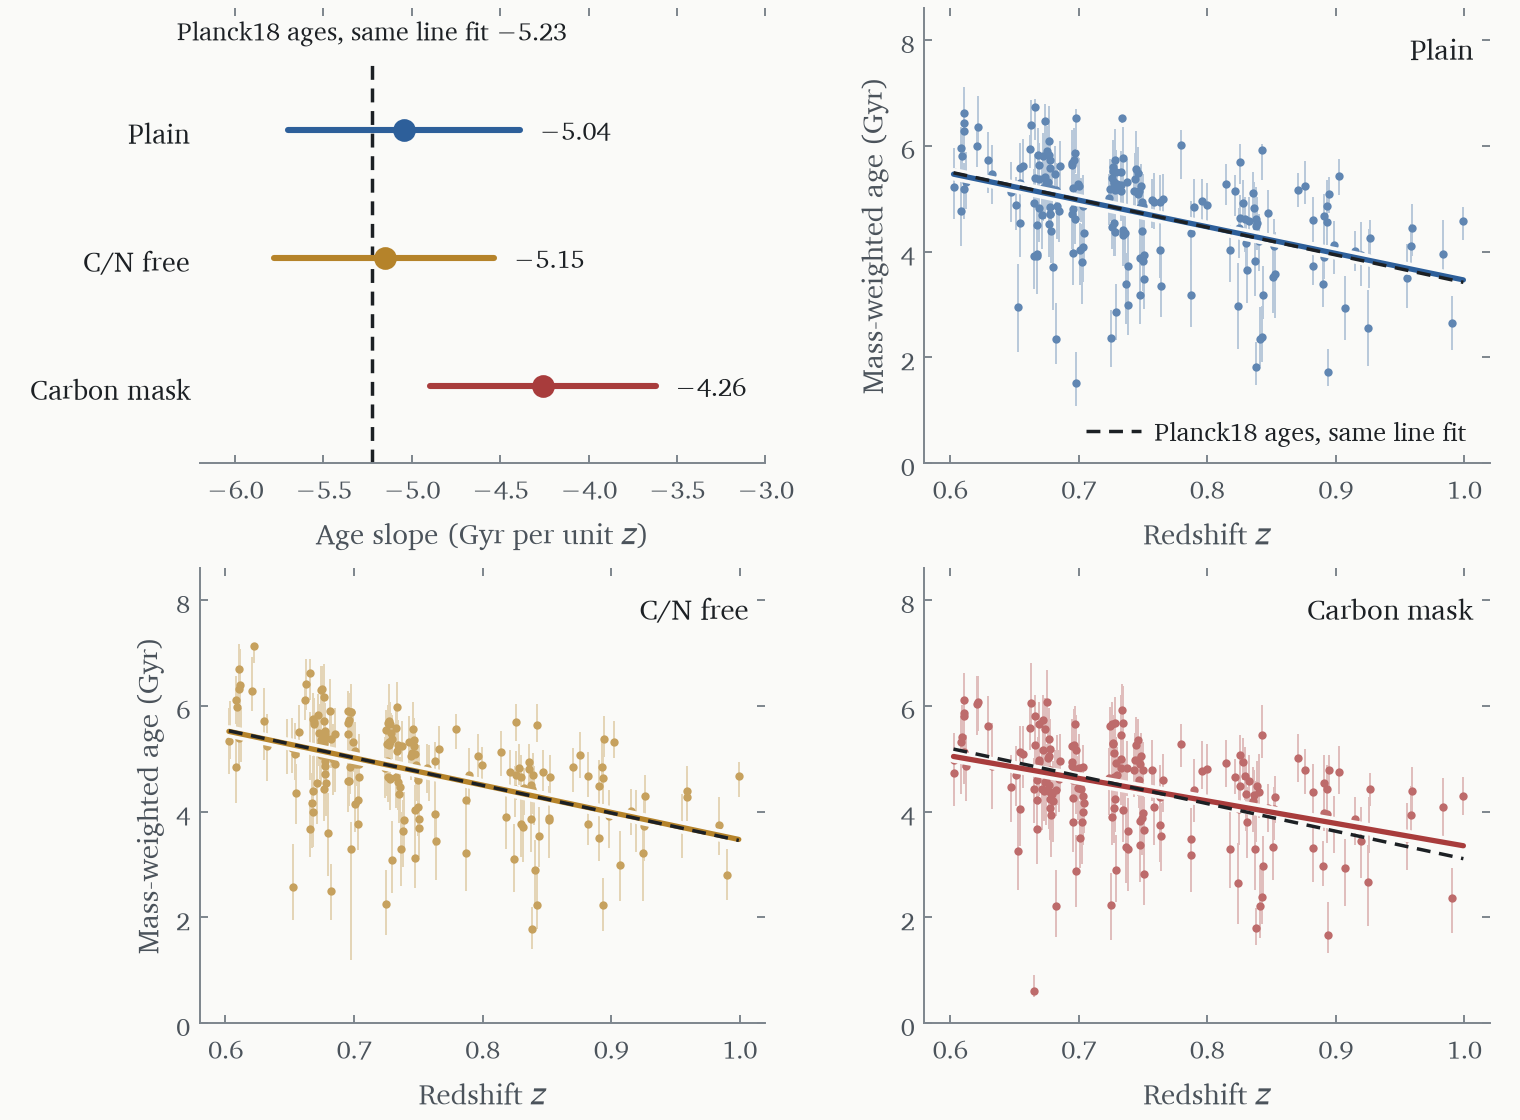 Planck18 ages, same line fit −5.23
Plain
−5.04
C/N free
−5.15
Carbon mask
−4.26
−6.0 −5.5 −5.0 −4.5 −4.0 −3.5 −3.0
Age slope (Gyr per unit z)
Plain
Mass-weighted age (Gyr)
8
6
4
2
0
Planck18 ages, same line fit
0.6 0.7 0.8 0.9 1.0
Redshift z
C/N free
Mass-weighted age (Gyr)
8
6
4
2
0
0.6 0.7 0.8 0.9 1.0
Redshift z
Carbon mask
8
6
4
2
0
0.6 0.7 0.8 0.9 1.0
Redshift z